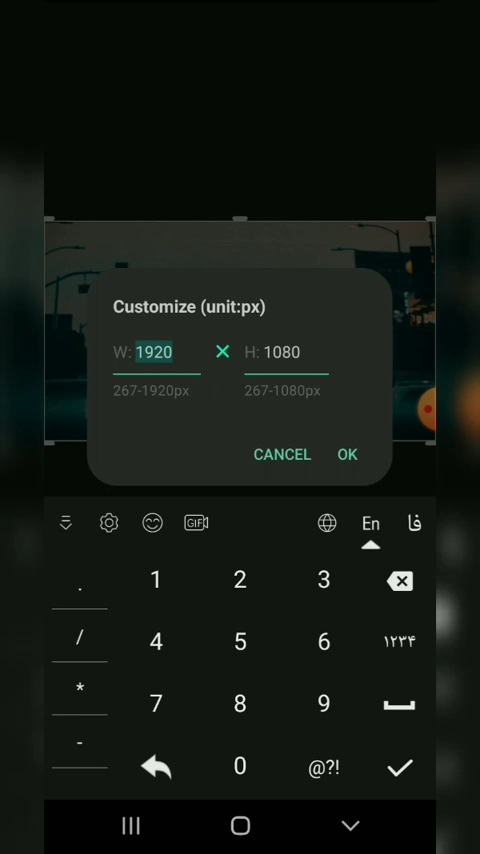 Customize (unit:px)
W: 1920 × H: 1080
267-1920px 267-1080px
CANCEL OK
GIF En فا
. 1 2 3
/ 4 5 6 ۱۲۳۴
* 7 8 9
- 0 @?!